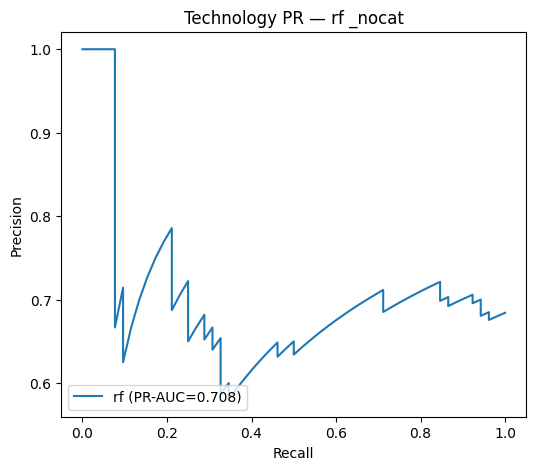 Technology PR — rf _nocat
1.0
0.9
0.8
0.7
0.6
Precision
rf (PR-AUC=0.708)
0.0 0.2 0.4 0.6 0.8 1.0
Recall